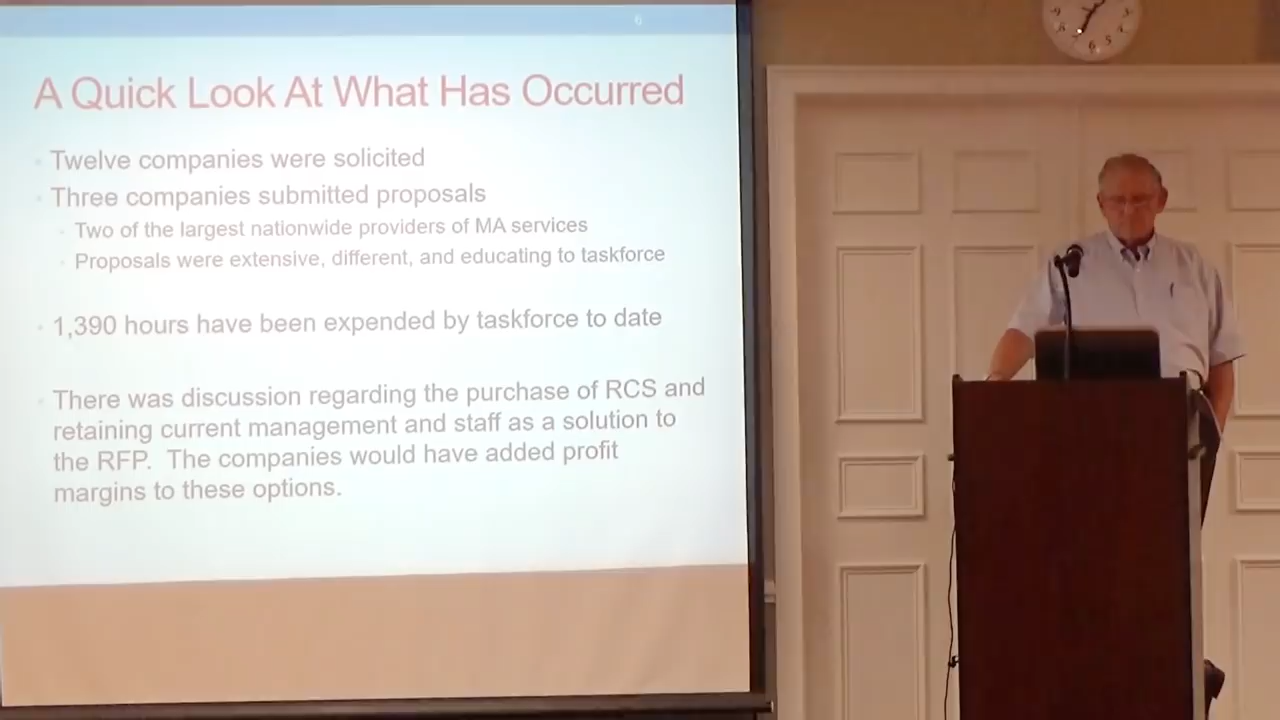 6
A Quick Look At What Has Occurred
Twelve companies were solicited
Three companies submitted proposals
Two of the largest nationwide providers of MA services
Proposals were extensive, different, and educating to taskforce
1,390 hours have been expended by taskforce to date
There was discussion regarding the purchase of RCS and
retaining current management and staff as a solution to
the RFP. The companies would have added profit
margins to these options.